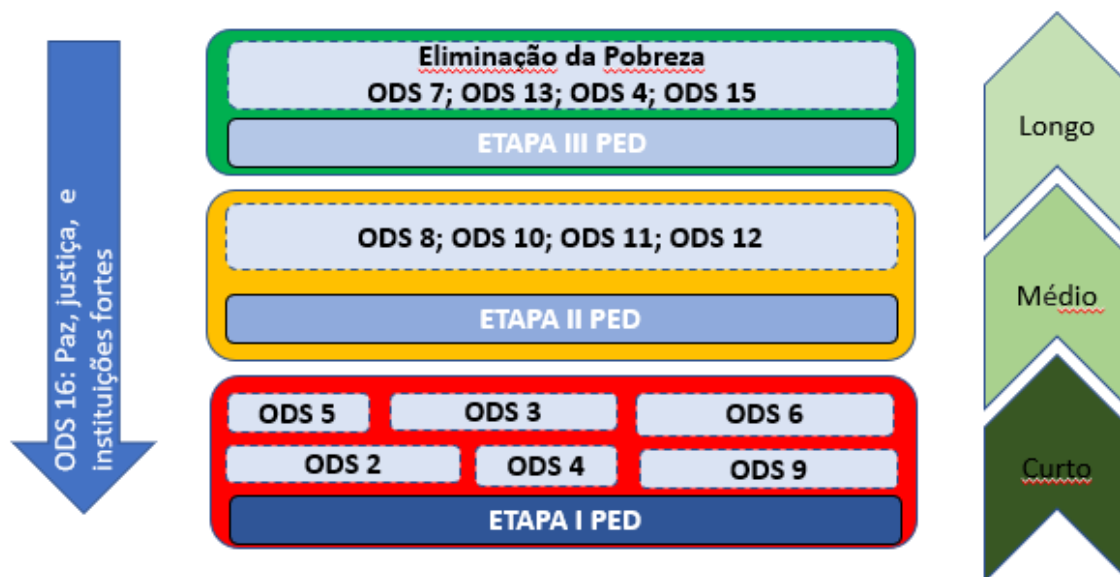 ODS 16: Paz, justiça, e
instituições fortes
Eliminação da Pobreza
ODS 7; ODS 13; ODS 4; ODS 15
ETAPA III PED
ODS 8; ODS 10; ODS 11; ODS 12
ETAPA II PED
ODS 5
ODS 3
ODS 6
ODS 2
ODS 4
ODS 9
ETAPA I PED
Longo
Médio
Curto